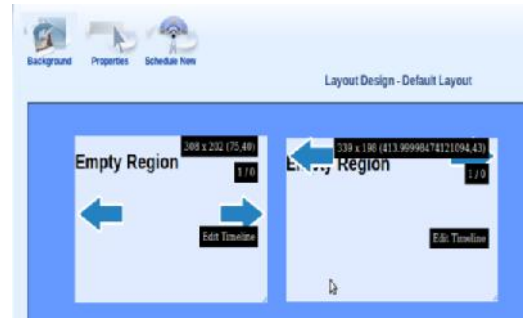 Background Properties Schedule Now
Layout Design - Default Layout
308 x 202 (75,40)
Empty Region
1 / 0
Edit Timeline
339 x 198 (413.99998474121094,43)
Region
1 / 0
Edit Timeline